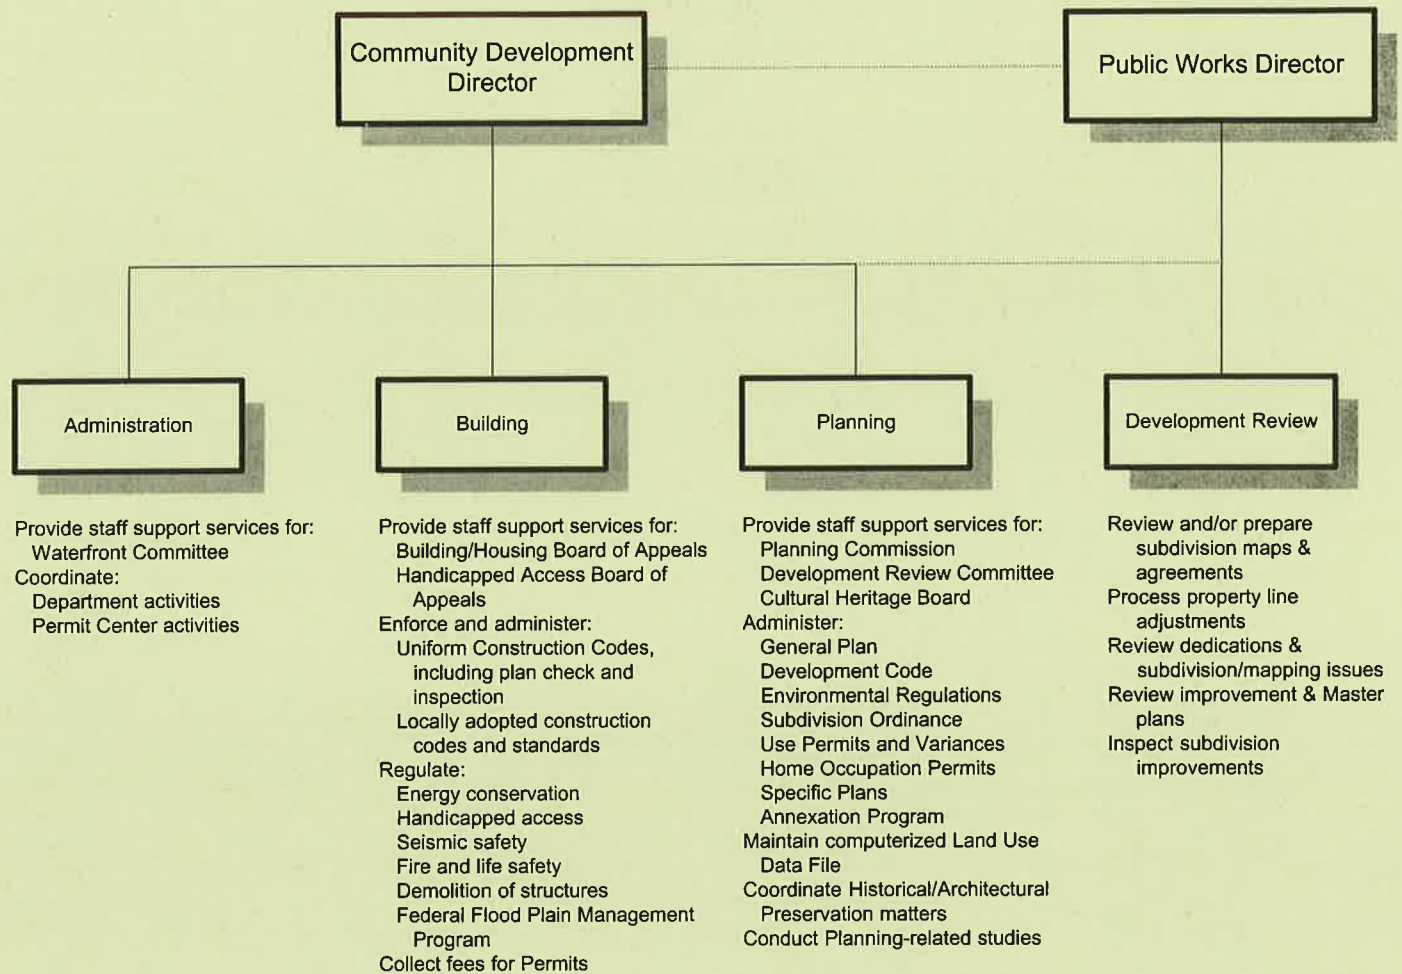 Community Development
Director
Public Works Director
Administration
Building
Planning
Development Review
Provide staff support services for:
Waterfront Committee
Coordinate:
Department activities
Permit Center activities
Provide staff support services for:
Building/Housing Board of Appeals
Handicapped Access Board of
Appeals
Enforce and administer:
Uniform Construction Codes,
including plan check and
inspection
Locally adopted construction
codes and standards
Regulate:
Energy conservation
Handicapped access
Seismic safety
Fire and life safety
Demolition of structures
Federal Flood Plain Management
Program
Collect fees for Permits
Provide staff support services for:
Planning Commission
Development Review Committee
Cultural Heritage Board
Administer:
General Plan
Development Code
Environmental Regulations
Subdivision Ordinance
Use Permits and Variances
Home Occupation Permits
Specific Plans
Annexation Program
Maintain computerized Land Use
Data File
Coordinate Historical/Architectural
Preservation matters
Conduct Planning-related studies
Review and/or prepare
subdivision maps &
agreements
Process property line
adjustments
Review dedications &
subdivision/mapping issues
Review improvement & Master
plans
Inspect subdivision
improvements